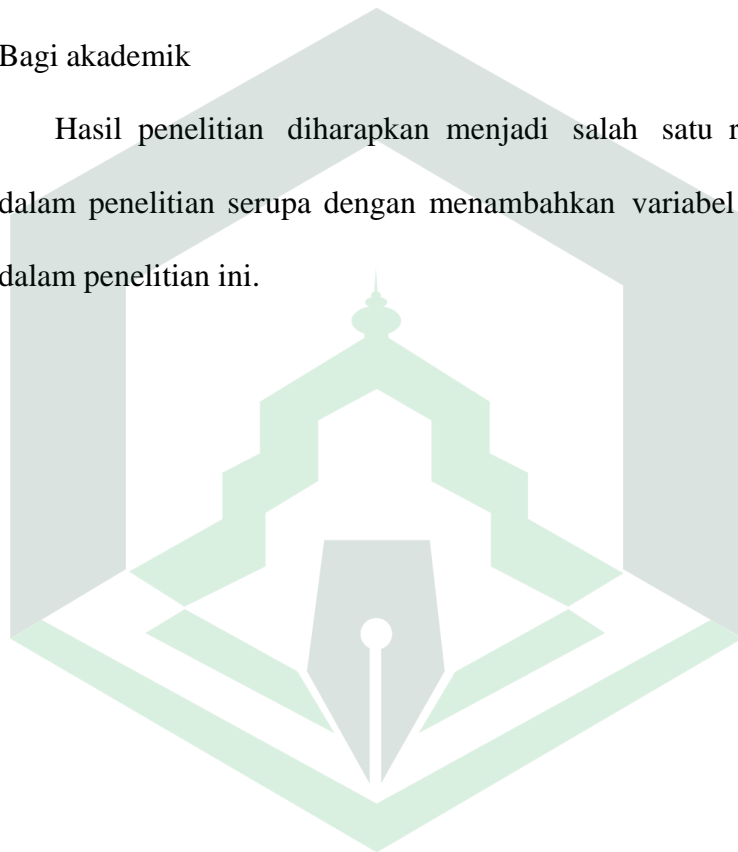 Bagi akademik
Hasil penelitian diharapkan menjadi salah satu
dalam penelitian serupa dengan menambahkan variabel
dalam penelitian ini.